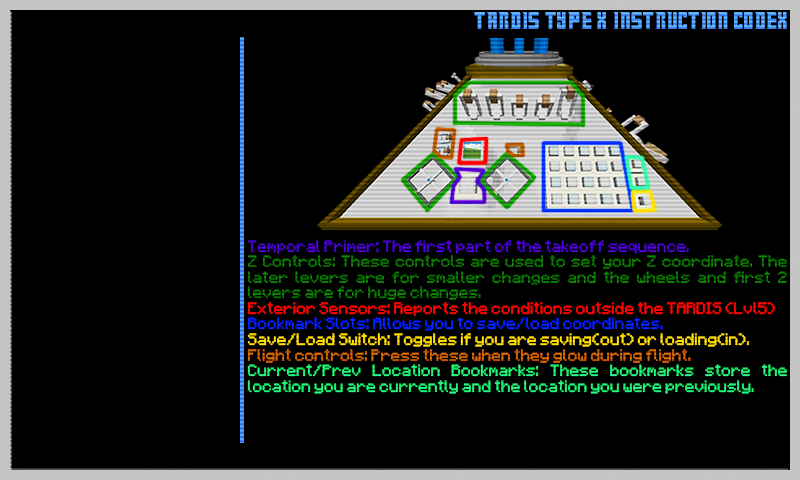 TARDIS TYPE X INSTRUCTION CODEX
Temporal Primer: The first part of the takeoff sequence.
Z Controls: These controls are used to set your Z coordinate. The
later levers are for smaller changes and the wheels and first 2
levers are for huge changes.
Exterior Sensors: Reports the conditions outside the TARDIS (Lvl5)
Bookmark Slots: Allows you to save/load coordinates.
Save/Load Switch: Toggles if you are saving(out) or loading(in).
Flight controls: Press these when they glow during flight.
Current/Prev Location Bookmarks: These bookmarks store the
location you are currently and the location you were previously.